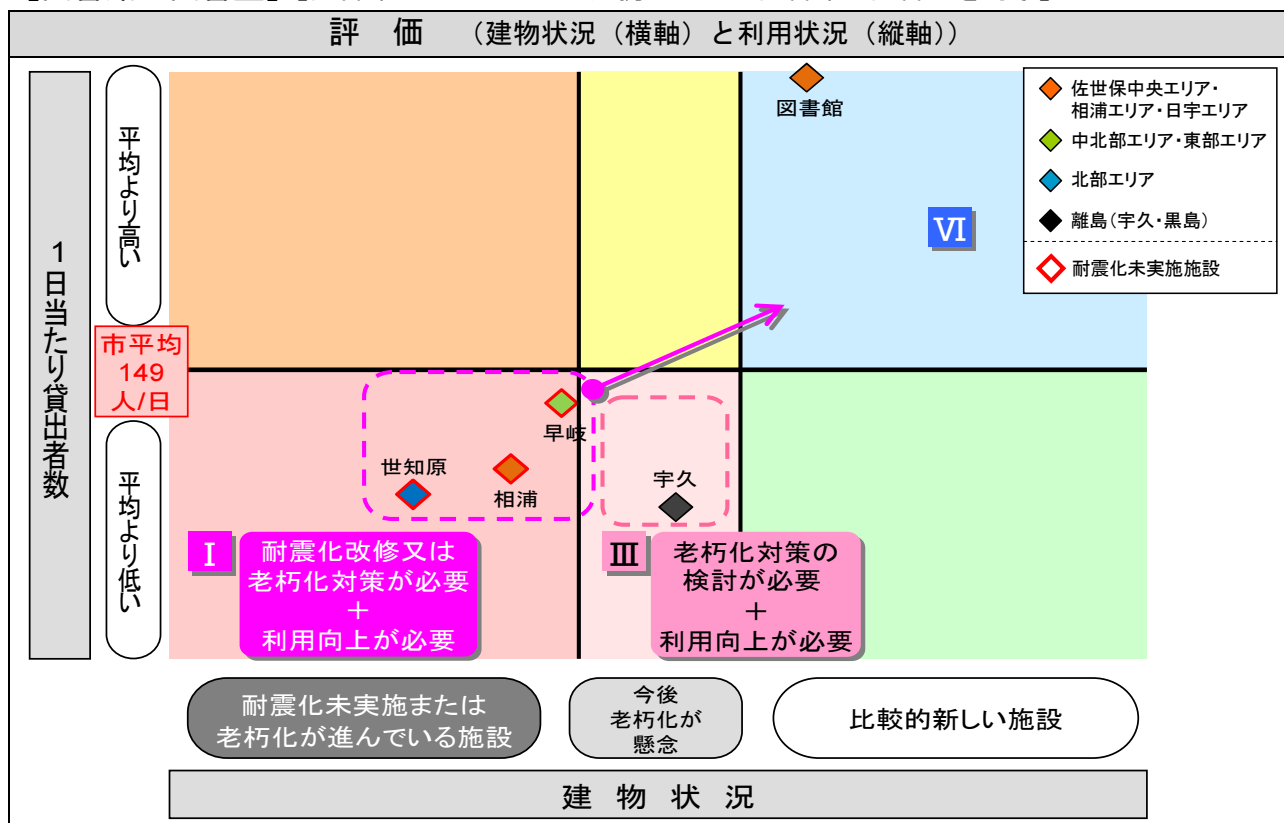 評 価 （建物状況（横軸）と利用状況（縦軸））
1日当たり貸出者数
平均より高い
市平均
149
人/日
平均より低い
図書館
Ⅵ
佐世保中央エリア・
相浦エリア・日宇エリア
中北部エリア・東部エリア
北部エリア
離島（宇久・黒島）
耐震化未実施施設
早岐
世知原
相浦
宇久
Ⅰ
耐震化改修又は
老朽化対策が必要
＋
利用向上が必要
Ⅲ
老朽化対策の
検討が必要
＋
利用向上が必要
耐震化未実施または
老朽化が進んでいる施設
今後
老朽化が
懸念
比較的新しい施設
建 物 状 況